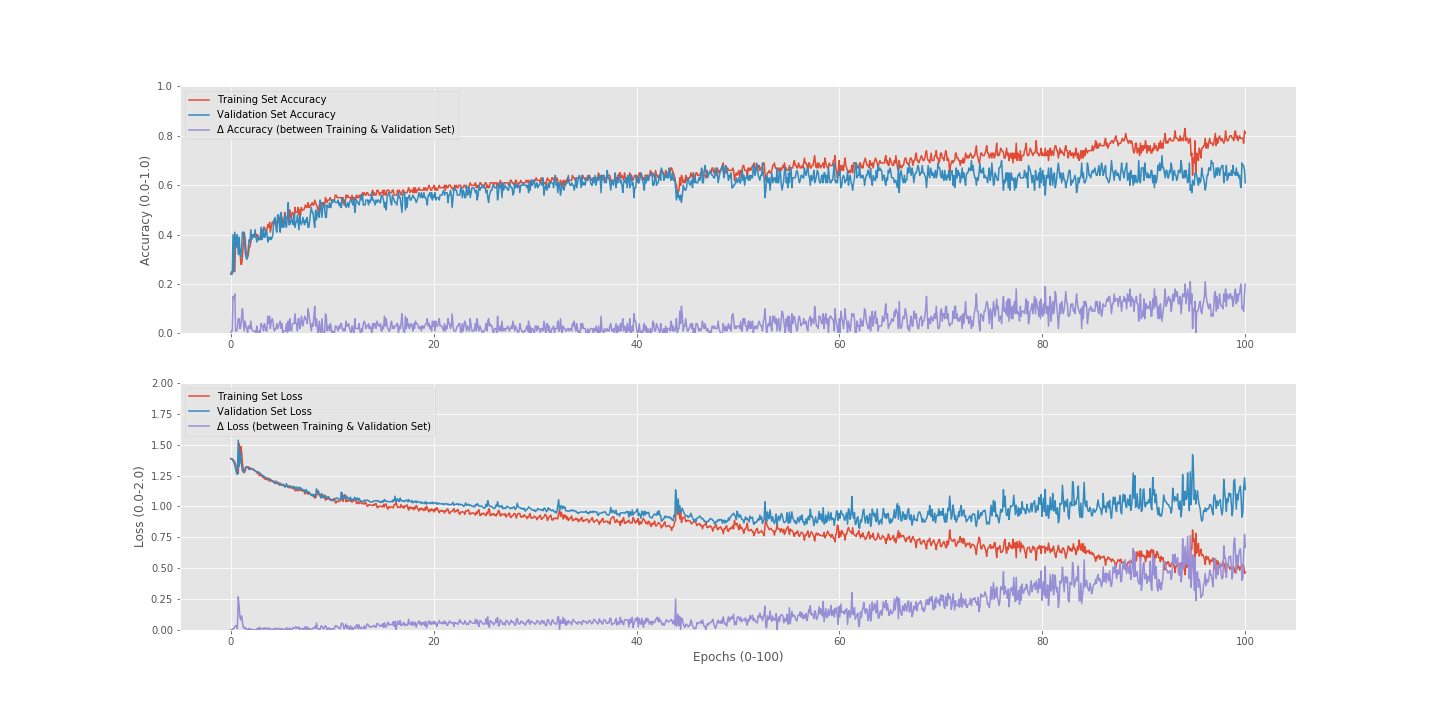 1.0
0.8
0.6
0.4
0.2
0.0
Accuracy (0.0-1.0)
Training Set Accuracy
Validation Set Accuracy
Δ Accuracy (between Training & Validation Set)
0 20 40 60 80 100
2.00
1.75
1.50
1.25
1.00
0.75
0.50
0.25
0.00
Loss (0.0-2.0)
Training Set Loss
Validation Set Loss
Δ Loss (between Training & Validation Set)
0 20 40 60 80 100
Epochs (0-100)